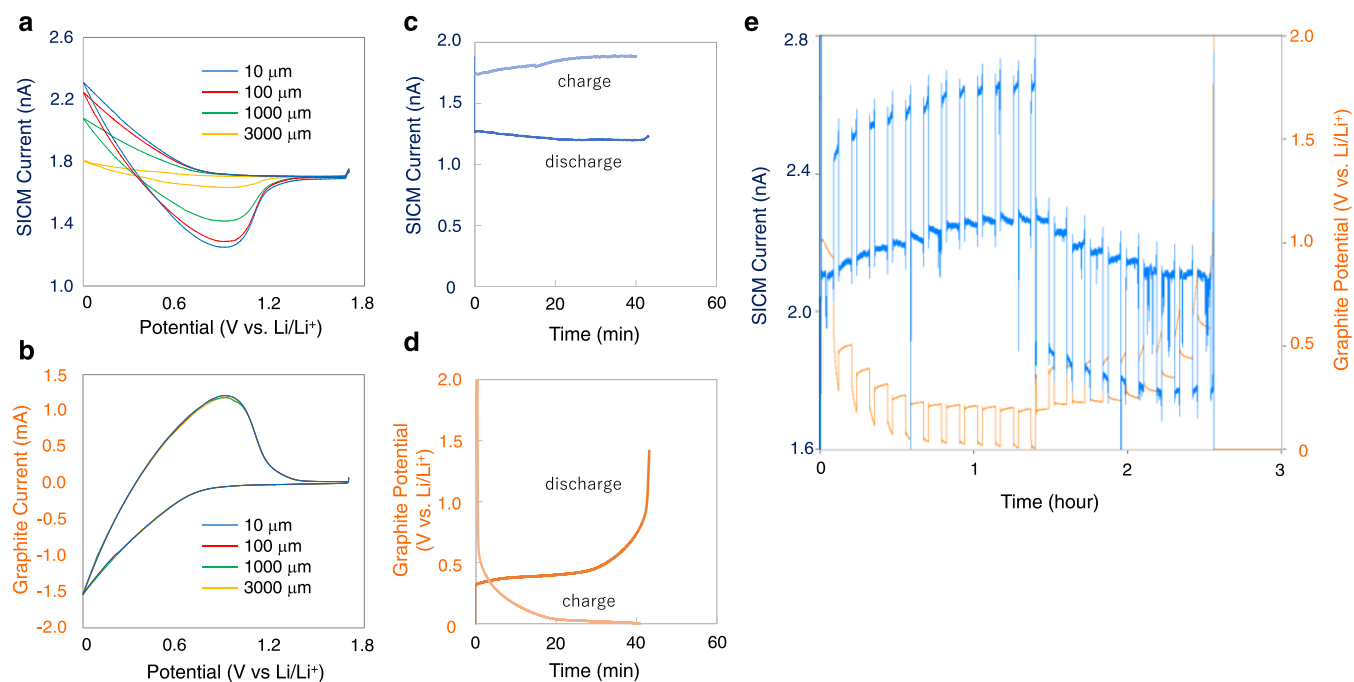 a
2.6
2.2
1.8
1.4
1.0
SICM Current (nA)
10 μm
100 μm
1000 μm
3000 μm
0
0.6
1.2
1.8
Potential (V vs. Li/Li⁺)
b
1.5
1.0
0.5
0.0
-0.5
-1.0
-1.5
-2.0
Graphite Current (mA)
10 μm
100 μm
1000 μm
3000 μm
0
0.6
1.2
1.8
Potential (V vs Li/Li⁺)
c
2.0
1.5
1.0
0.5
0
SICM Current (nA)
charge
discharge
0
20
40
60
Time (min)
d
2.0
1.5
1.0
0.5
0
Graphite Potential
(V vs. Li/Li⁺)
discharge
charge
0
20
40
60
Time (min)
e
2.8
2.4
2.0
1.6
SICM Current (nA)
2.0
1.5
1.0
0.5
0
Graphite Potential (V vs. Li/Li⁺)
0
1
2
3
Time (hour)